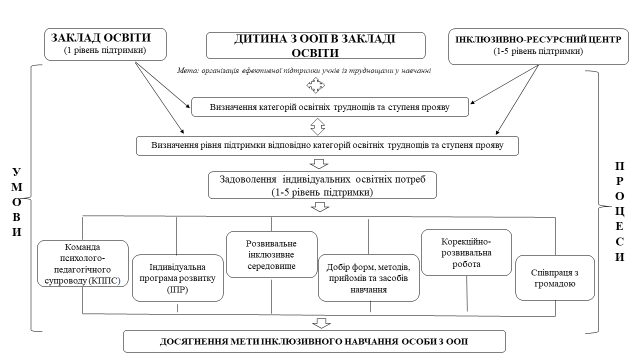 ЗАКЛАД ОСВІТИ
(1 рівень підтримки)
ДИТИНА З ООП В ЗАКЛАДІ
ОСВІТИ
ІНКЛЮЗИВНО-РЕСУРСНИЙ ЦЕНТР
(1-5 рівень підтримки)
Мета: організація ефективної підтримки учнів із труднощами у навчанні
Визначення категорій освітніх труднощів та ступеня прояву
Визначення рівня підтримки відповідно категорій освітніх труднощів та ступеня прояву
Задоволення індивідуальних освітніх потреб
(1-5 рівень підтримки)
У
М
О
В
И
П
Р
О
Ц
Е
С
И
Команда
психолого-
педагогічного
супроводу (КППС)
Індивідуальна
програма розвитку
(ІПР)
Розвивальне
інклюзивне
середовище
Добір форм, методів,
прийомів та засобів
навчання
Корекційно-
розвивальна
робота
Співпраця з
громадою
ДОСЯГНЕННЯ МЕТИ ІНКЛЮЗИВНОГО НАВЧАННЯ ОСОБИ З ООП